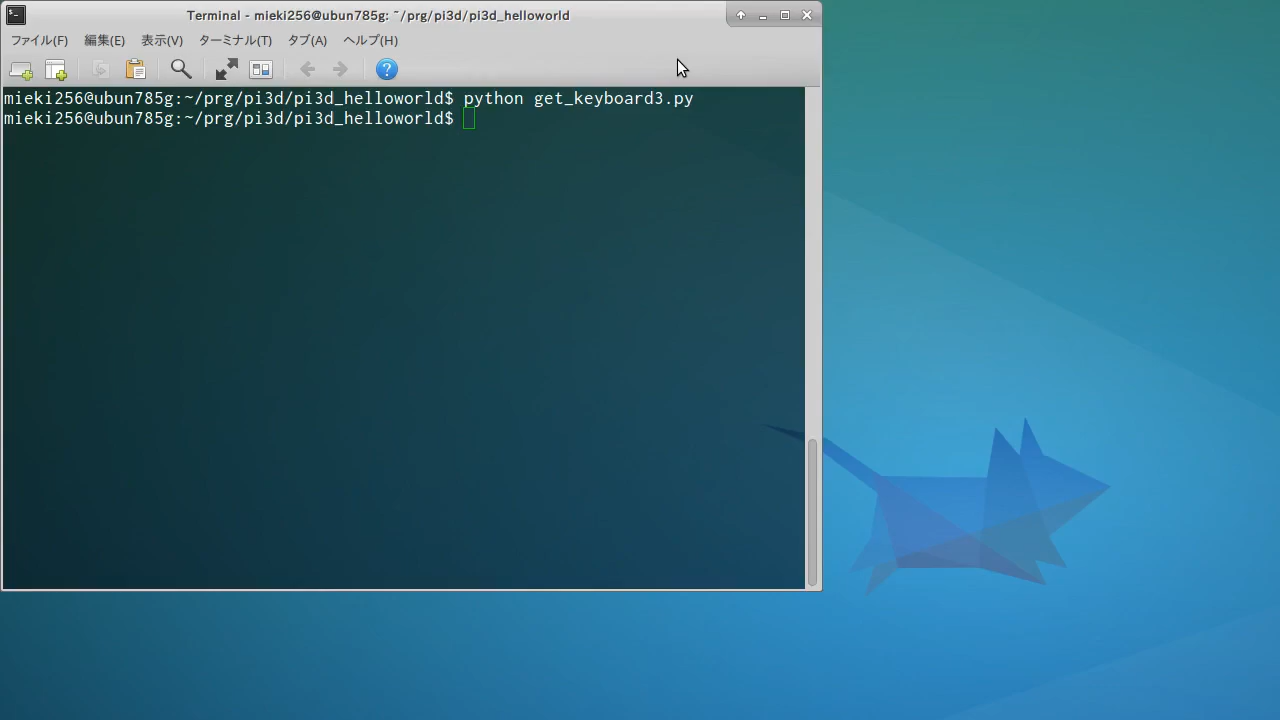 Terminal - mieki256@ubun785g: ~/prg/pi3d/pi3d_helloworld
ファイル(F) 編集(E) 表示(V) ターミナル(T) タブ(A) ヘルプ(H)
mieki256@ubun785g:~/prg/pi3d/pi3d_helloworld$ python get_keyboard3.py
mieki256@ubun785g:~/prg/pi3d/pi3d_helloworld$